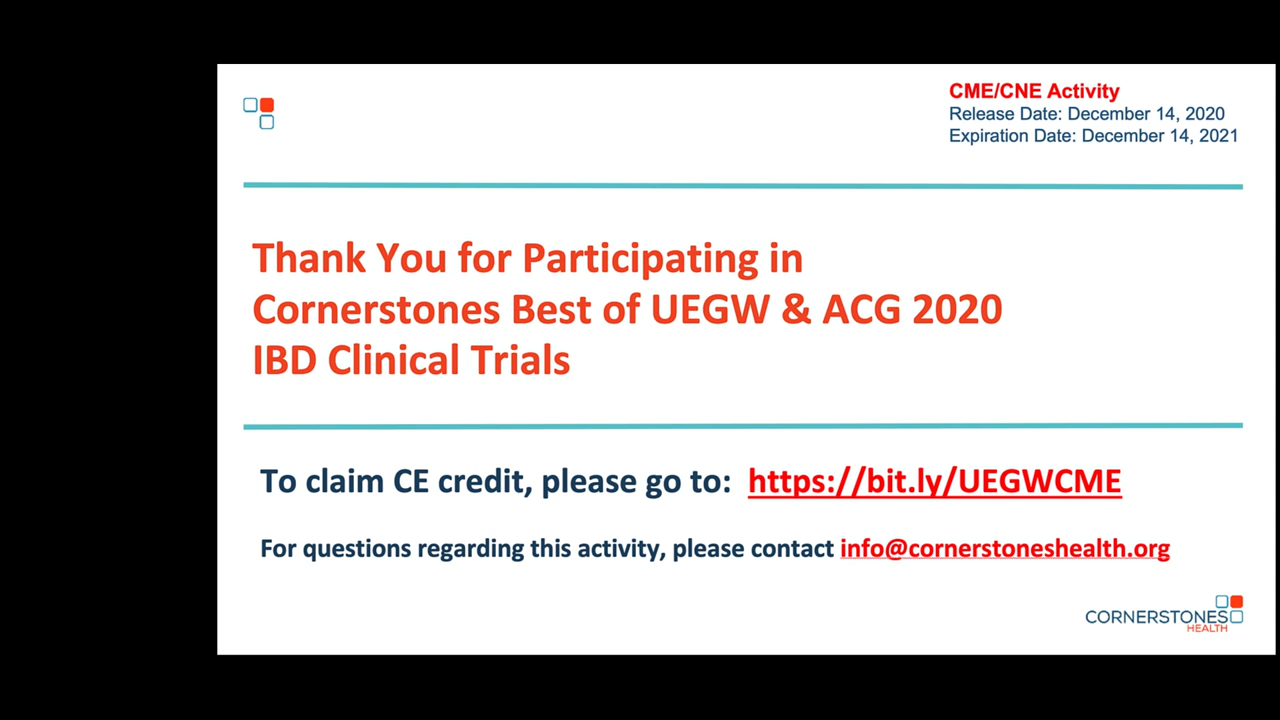 CME/CNE Activity
Release Date: December 14, 2020
Expiration Date: December 14, 2021
Thank You for Participating in
Cornerstones Best of UEGW & ACG 2020
IBD Clinical Trials
To claim CE credit, please go to: https://bit.ly/UEGWCME
For questions regarding this activity, please contact info@cornerstoneshealth.org
CORNERSTONES
HEALTH